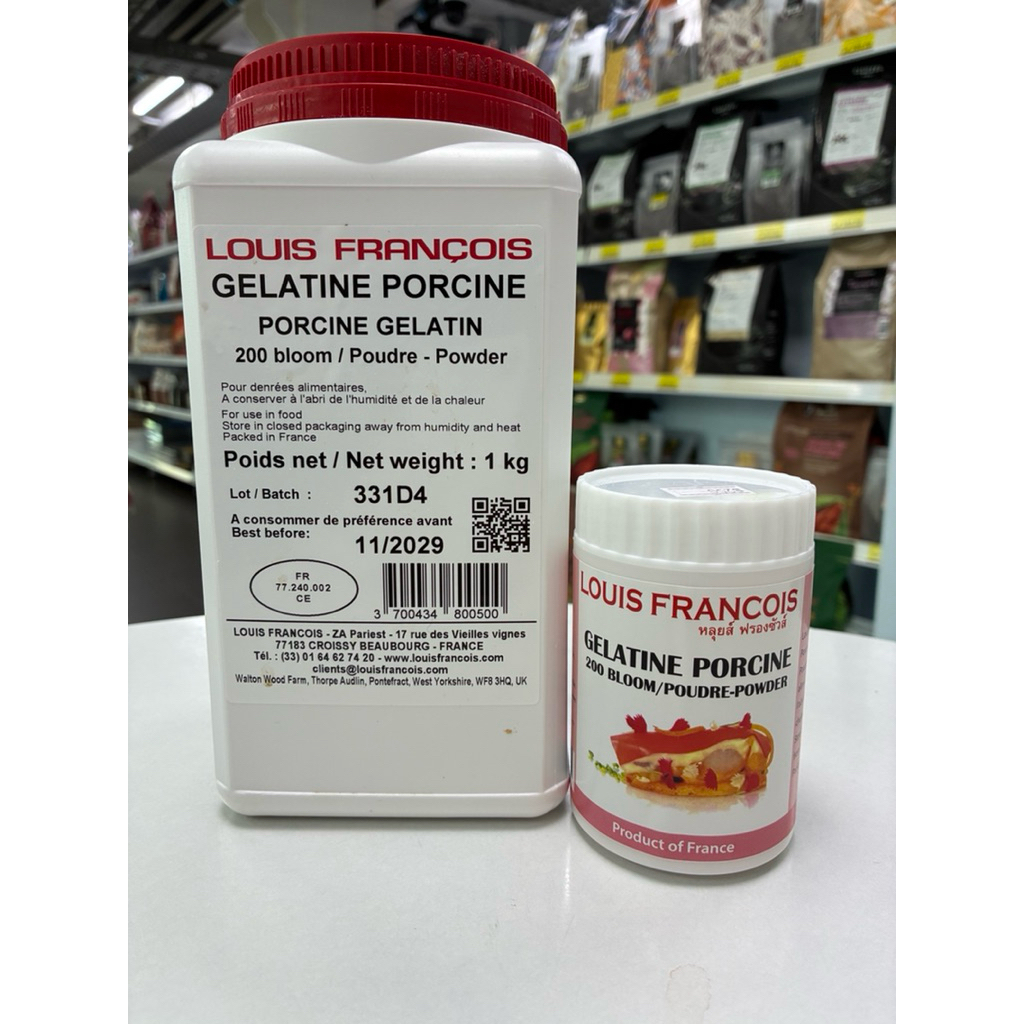 LOUIS FRANÇOIS
GELATINE PORCINE
PORCINE GELATIN
200 bloom / Poudre - Powder
Pour denrées alimentaires,
A conserver à l'abri de l'humidité et de la chaleur
For use in food
Store in closed packaging away from humidity and heat
Packed in France
Poids net / Net weight : 1 kg
Lot / Batch : 331D4
A consommer de préférence avant
Best before:
11/2029
FR
77.240.002
CE
3 700434 800500
LOUIS FRANCOIS - ZA Pariest - 17 rue des Vieilles vignes
77183 CROISSY BEAUBOURG - FRANCE
Tél. : (33) 01 64 62 74 20 - www.louisfrancois.com
clients@louisfrancois.com
Walton Wood Farm, Thorpe Audlin, Pontefract, West Yorkshire, WF8 3HQ, UK
LOUIS FRANCOIS
หลุยส์ ฟรองซัวส์
GELATINE PORCINE
200 BLOOM/POUDRE-POWDER
Product of France